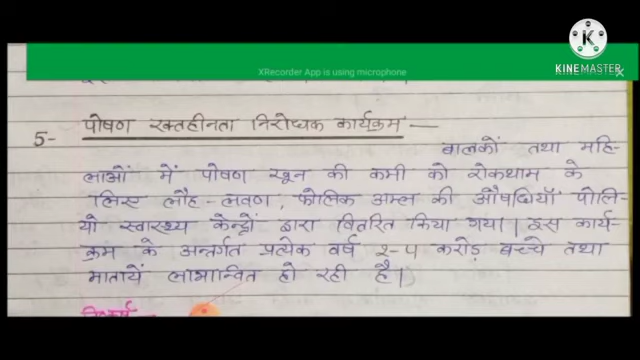 K
KINEMASTER
XRecorder App is using microphone
5- पोषण रक्तहीनता निरोधक कार्यक्रम —
बालकों तथा महि-
लाओं में पोषण खून की कमी को रोकथाम के
लिए लौह-लवण, फोलिक अम्ल की औषधियाँ पोलि
यो स्वास्थ्य केन्द्रों द्वारा वितरित किया गया। इस कार्य-
क्रम के अन्तर्गत प्रत्येक वर्ष 2-4 करोड़ बच्चे तथा
मातायें लाभान्वित हो रही है।